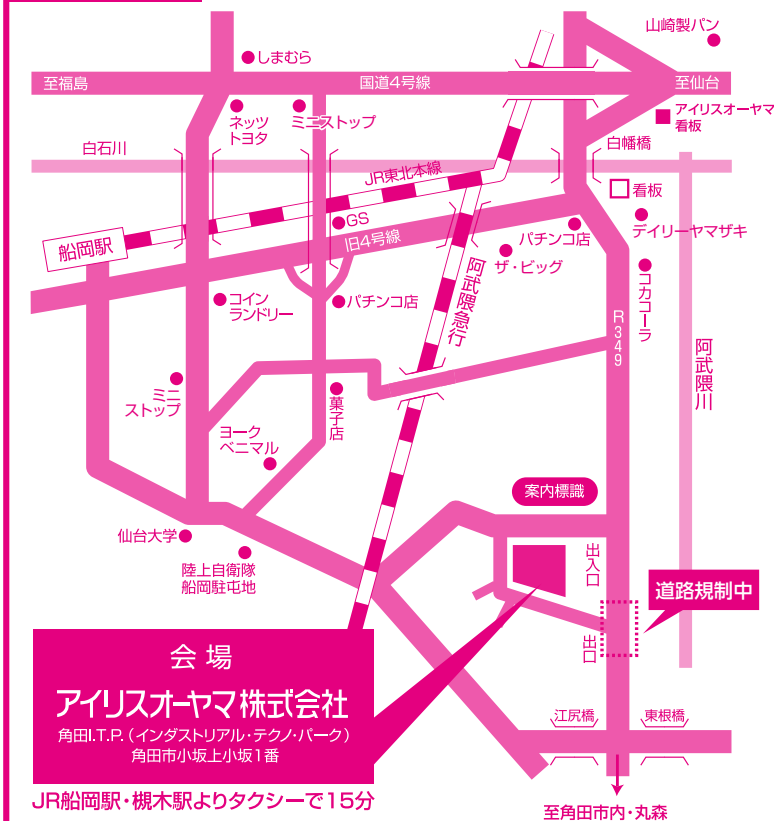 山崎製パン
しまむら
至福島
国道4号線
至仙台
ネッツ
トヨタ
ミニストップ
アイリスオーヤマ
看板
白石川
白幡橋
JR東北本線
看板
船岡駅
GS
旧4号線
パチンコ店
デイリーヤマザキ
ザ・ビッグ
阿武隈急行
コカコーラ
コイン
ランドリー
パチンコ店
R349
阿武隈川
ミニ
ストップ
菓子店
ヨーク
ベニマル
案内標識
仙台大学
陸上自衛隊
船岡駐屯地
出入口
道路規制中
出口
会場
アイリスオーヤマ株式会社
角田I.T.P.(インダストリアル・テクノ・パーク)
角田市小坂上小坂1番
江尻橋
東根橋
JR船岡駅・槻木駅よりタクシーで15分
至角田市内・丸森